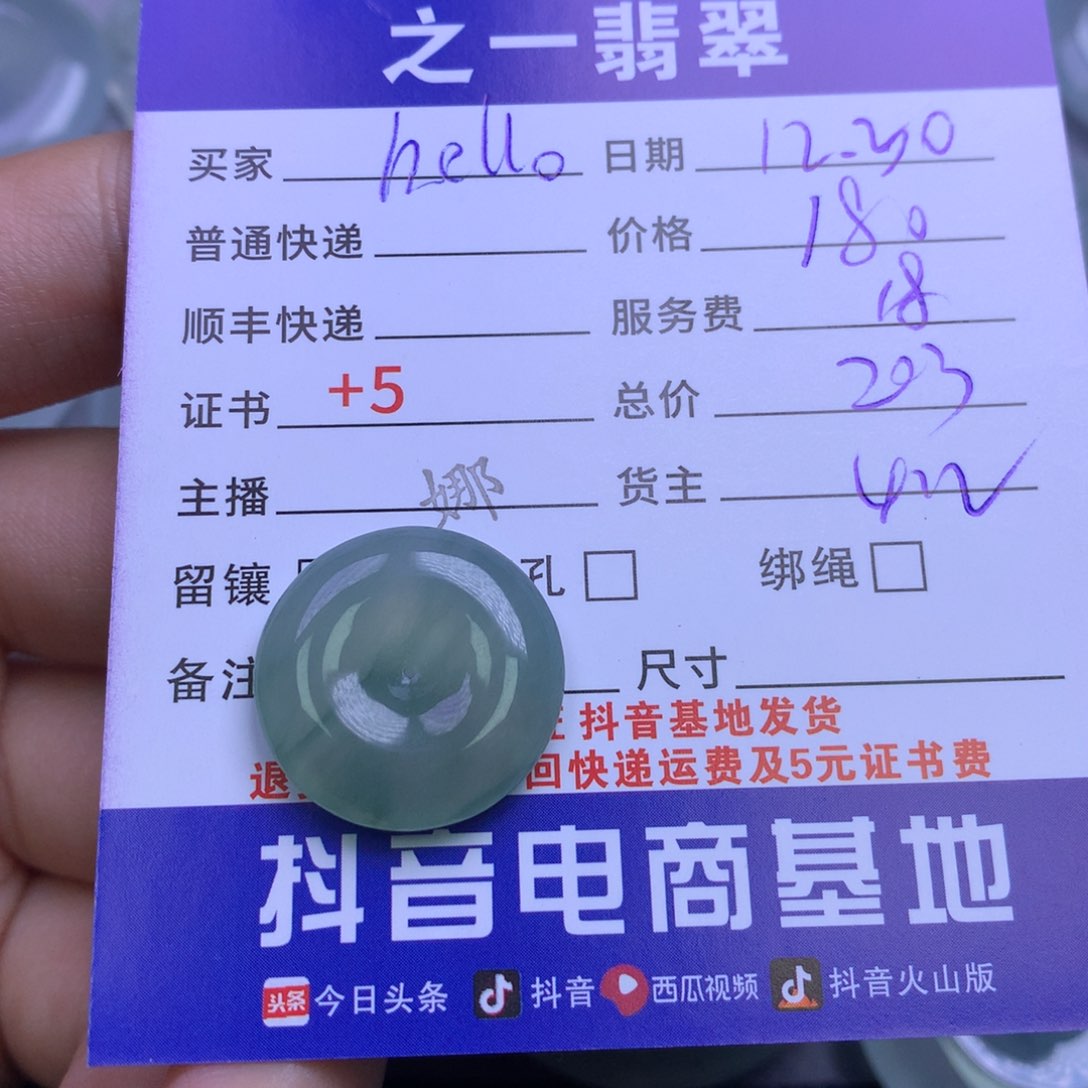 之一翡翠
买家 hello 日期 12-30
普通快递 价格 180
顺丰快递 服务费 18
证书 +5 总价 203
主播 娜 货主
留镶 孔 绑绳
备注 尺寸
抖音基地发货
退 回快递运费及5元证书费
抖音电商基地
头条 今日头条 抖音 西瓜视频 抖音火山版